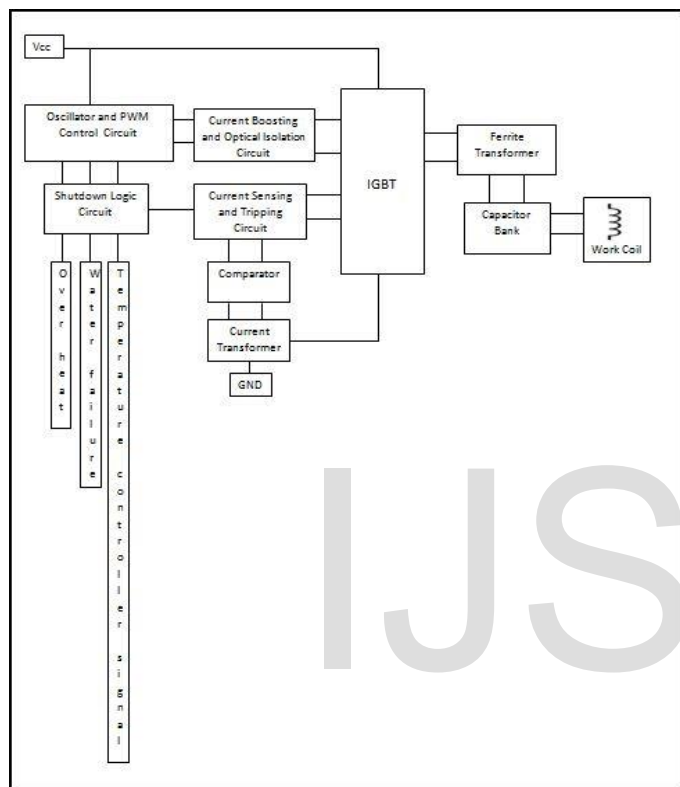 Vcc
Oscillator and PWM
Control Circuit
Current Boosting
and Optical Isolation
Circuit
IGBT
Ferrite
Transformer
Shutdown Logic
Circuit
Current Sensing
and Tripping
Circuit
Capacitor
Bank
Work Coil
Comparator
Current
Transformer
GND
Over heat
Water failure
Temperature controller signal
IJS